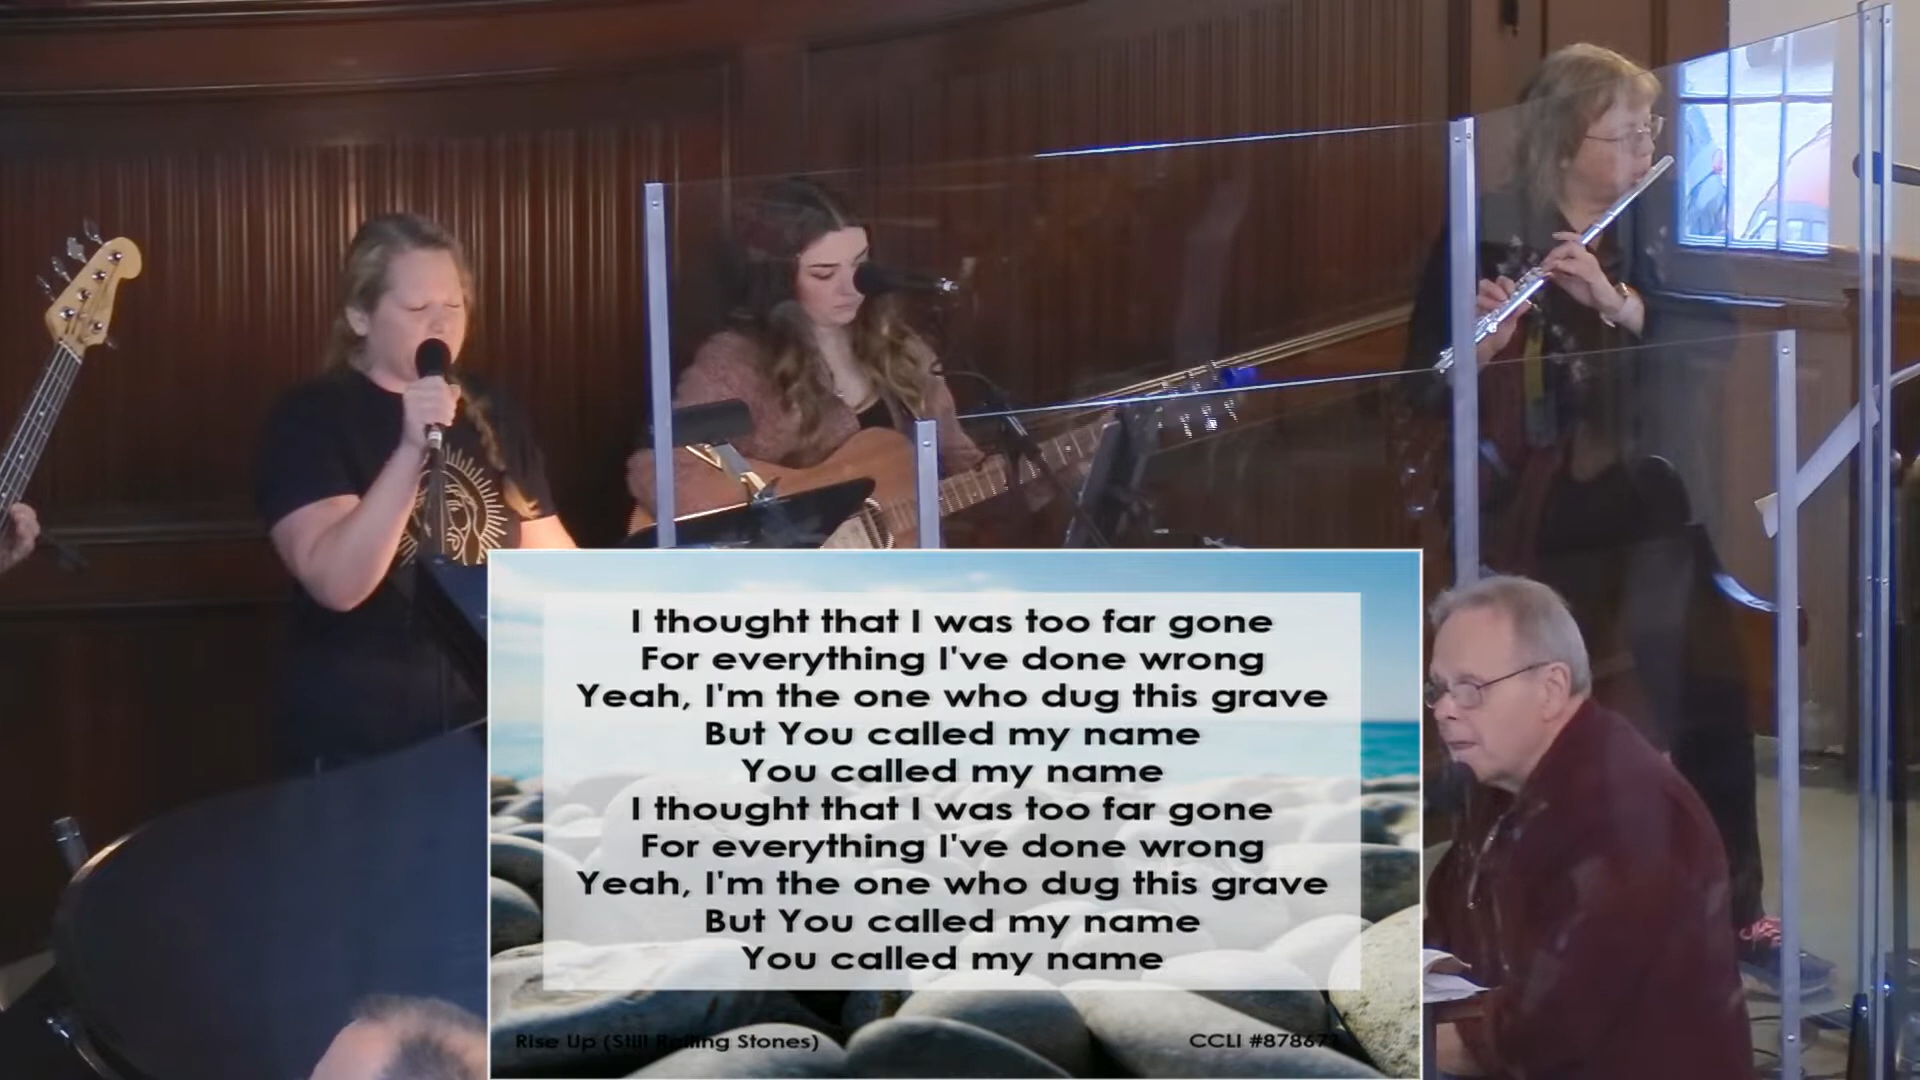 I thought that I was too far gone
For everything I've done wrong
Yeah, I'm the one who dug this grave
But You called my name
You called my name
I thought that I was too far gone
For everything I've done wrong
Yeah, I'm the one who dug this grave
But You called my name
You called my name
Rise Up (Still Rolling Stones)
CCLI